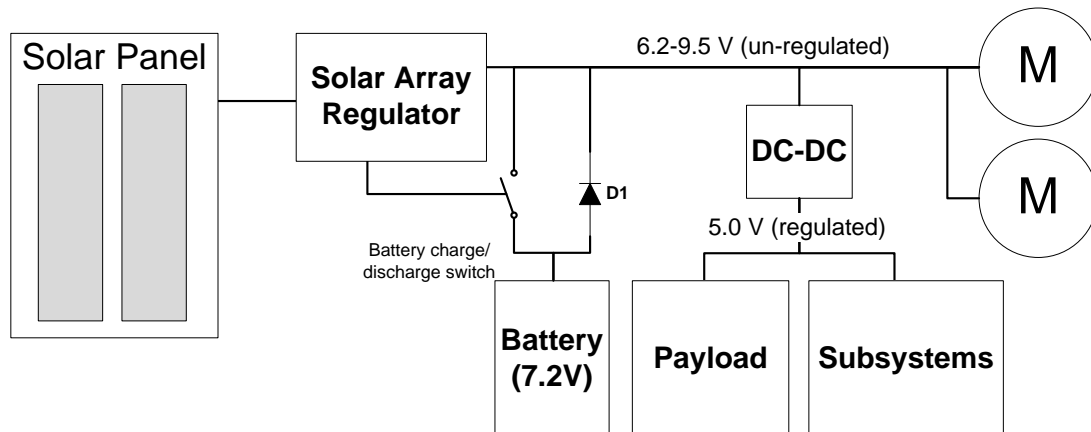 Solar Panel
Solar Array
Regulator
6.2-9.5 V (un-regulated)
M
DC-DC
D1
M
5.0 V (regulated)
Battery charge/
discharge switch
Battery
(7.2V)
Payload
Subsystems